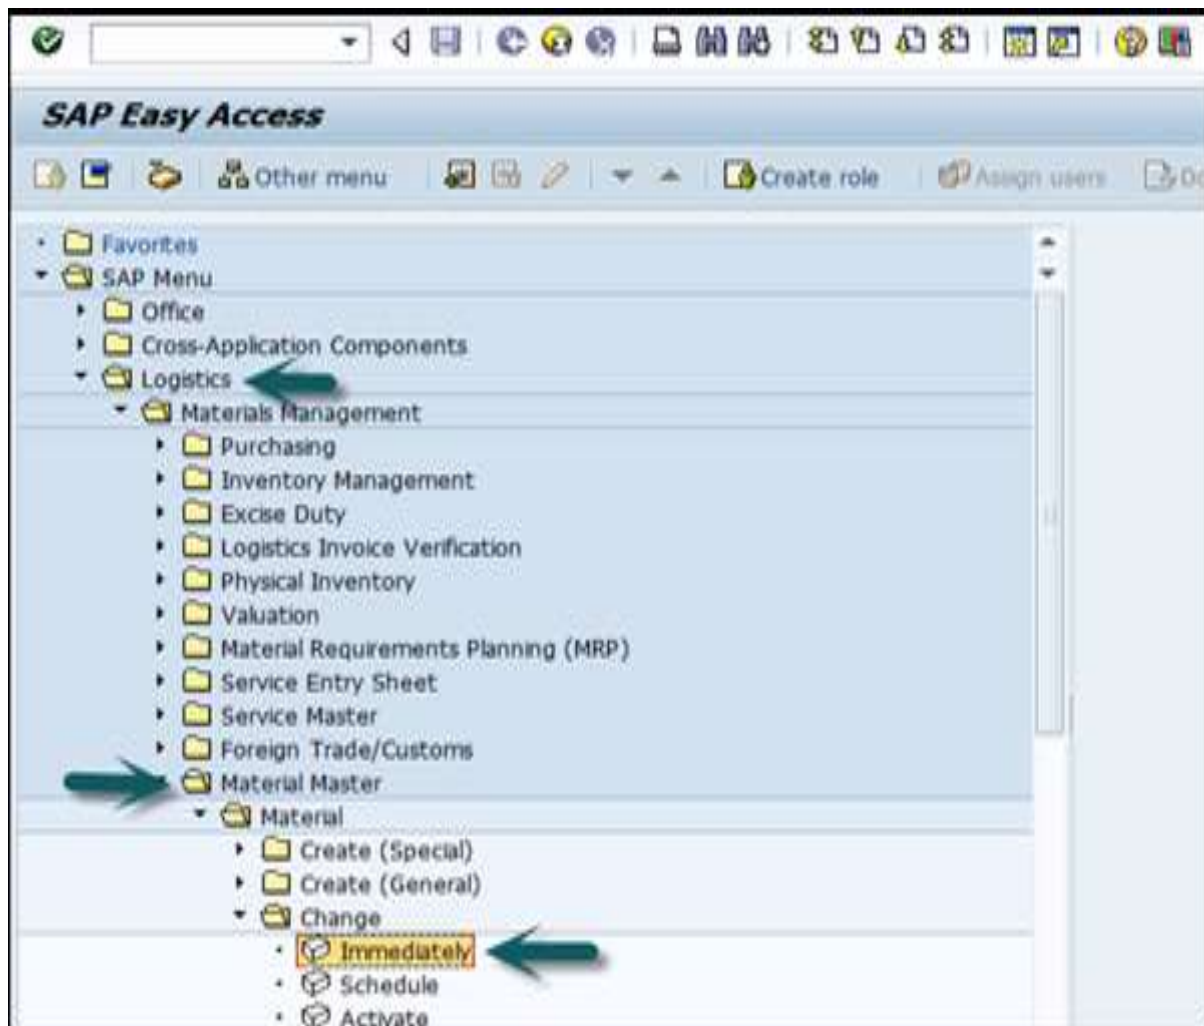 SAP Easy Access
Other menu Create role Assign users
Favorites
SAP Menu
Office
Cross-Application Components
Logistics
Materials Management
Purchasing
Inventory Management
Excise Duty
Logistics Invoice Verification
Physical Inventory
Valuation
Material Requirements Planning (MRP)
Service Entry Sheet
Service Master
Foreign Trade/Customs
Material Master
Material
Create (Special)
Create (General)
Change
Immediately
Schedule
Activate